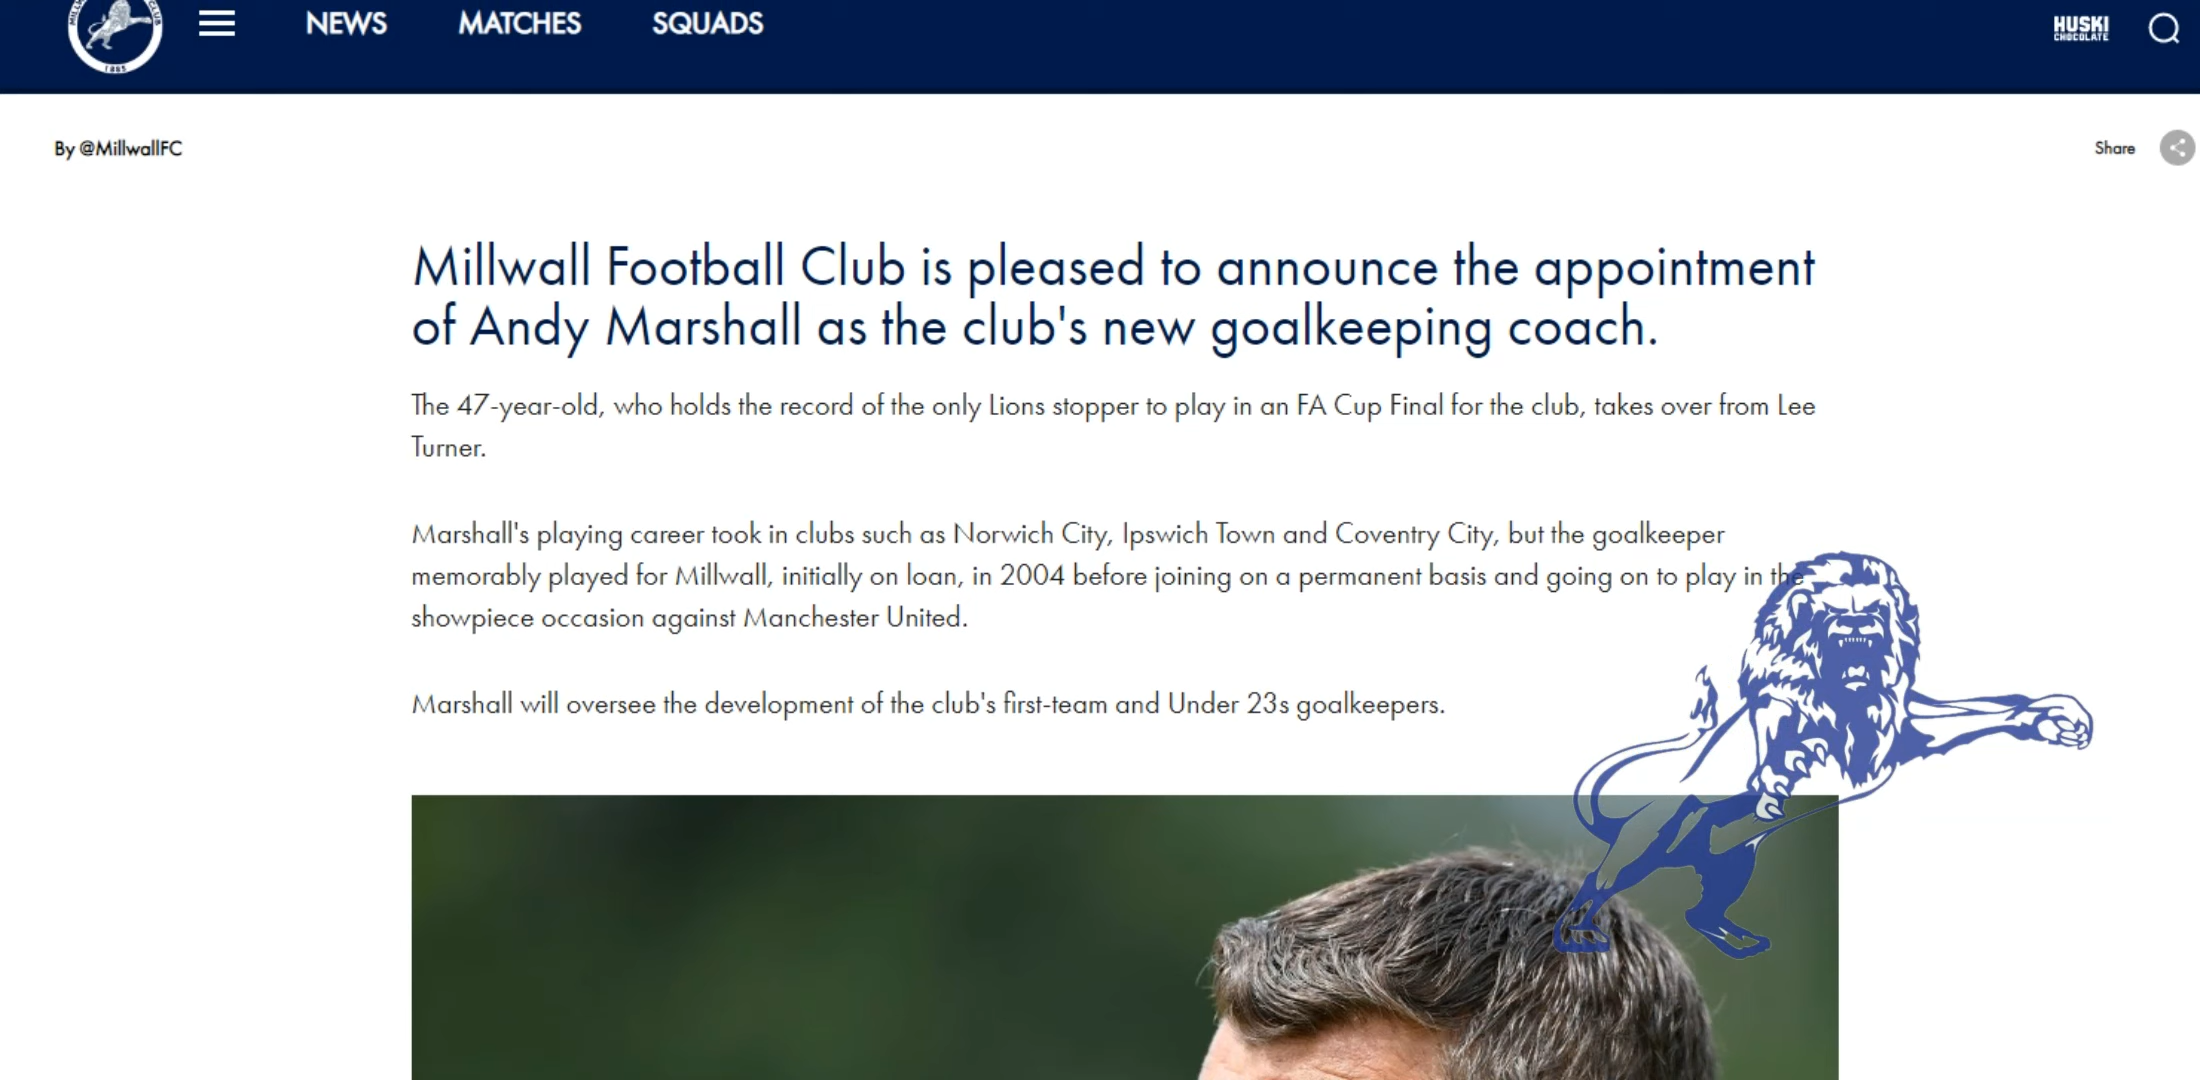 MILL CLUB
1885
NEWS MATCHES SQUADS
HUSKI
CHOCOLATE
By @MillwallFC
Share
Millwall Football Club is pleased to announce the appointment
of Andy Marshall as the club's new goalkeeping coach.
The 47-year-old, who holds the record of the only Lions stopper to play in an FA Cup Final for the club, takes over from Lee
Turner.
Marshall's playing career took in clubs such as Norwich City, Ipswich Town and Coventry City, but the goalkeeper
memorably played for Millwall, initially on loan, in 2004 before joining on a permanent basis and going on to play in the
showpiece occasion against Manchester United.
Marshall will oversee the development of the club's first-team and Under 23s goalkeepers.